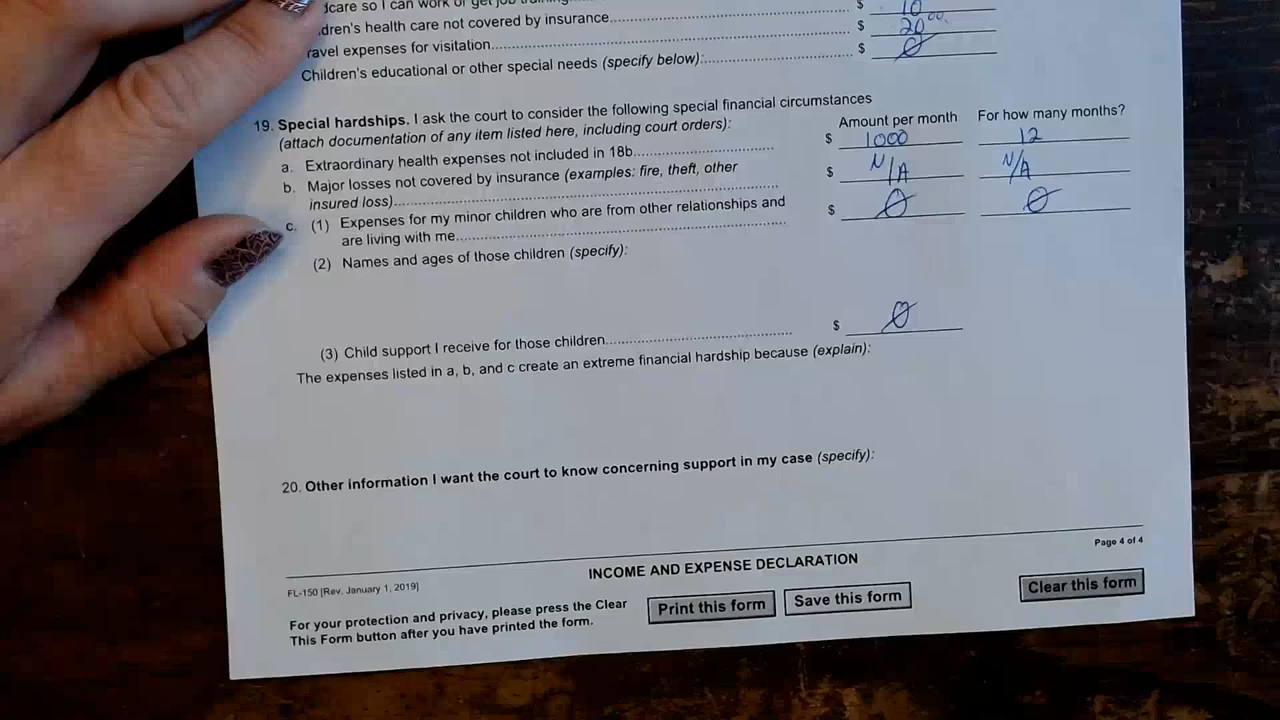 care so I can work or get job
$ 10
dren's health care not covered by insurance.......... $ 20 00
ravel expenses for visitation.......... $ 0
Children's educational or other special needs (specify below):..........
19. Special hardships. I ask the court to consider the following special financial circumstances
(attach documentation of any item listed here, including court orders):
Amount per month For how many months?
a. Extraordinary health expenses not included in 18b.......... $ 1000 12
b. Major losses not covered by insurance (examples: fire, theft, other
insured loss).......... $ N/A N/A
c. (1) Expenses for my minor children who are from other relationships and
are living with me.......... $ 0 0
(2) Names and ages of those children (specify):
(3) Child support I receive for those children.......... $ 0
The expenses listed in a, b, and c create an extreme financial hardship because (explain):
20. Other information I want the court to know concerning support in my case (specify):
FL-150 [Rev. January 1, 2019] INCOME AND EXPENSE DECLARATION Page 4 of 4
For your protection and privacy, please press the Clear
This Form button after you have printed the form.
Print this form Save this form Clear this form